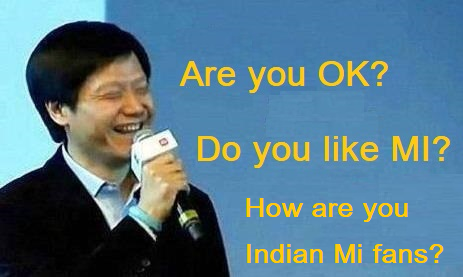 Are you OK?
Do you like MI?
How are you
Indian Mi fans?